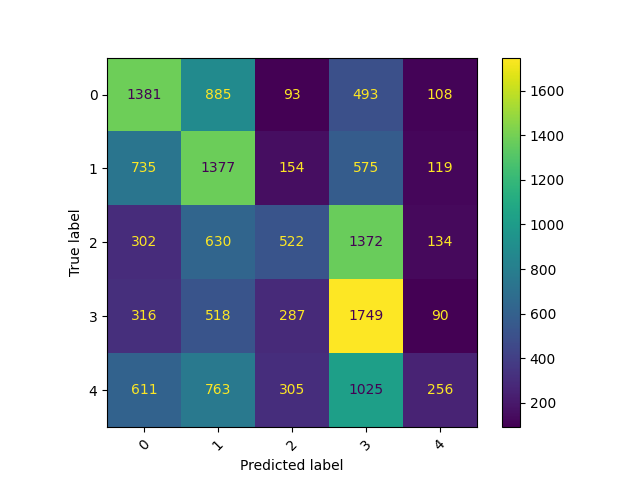 0 1381 885 93 493 108
1 735 1377 154 575 119
2 302 630 522 1372 134
3 316 518 287 1749 90
4 611 763 305 1025 256
0 1 2 3 4
Predicted label
True label
1600
1400
1200
1000
800
600
400
200